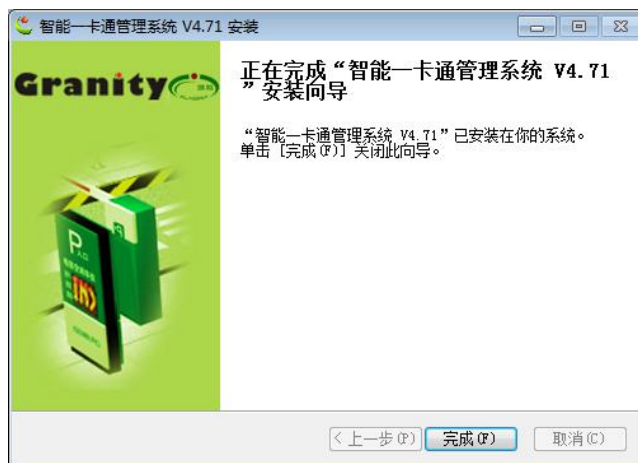 智能一卡通管理系统 V4.71 安装
Granity
正在完成“智能一卡通管理系统 V4.71
”安装向导
“智能一卡通管理系统 V4.71”已安装在你的系统。
单击 [完成(F)] 关闭此向导。
P
入口
P
<上一步(P)
完成(F)
取消(C)